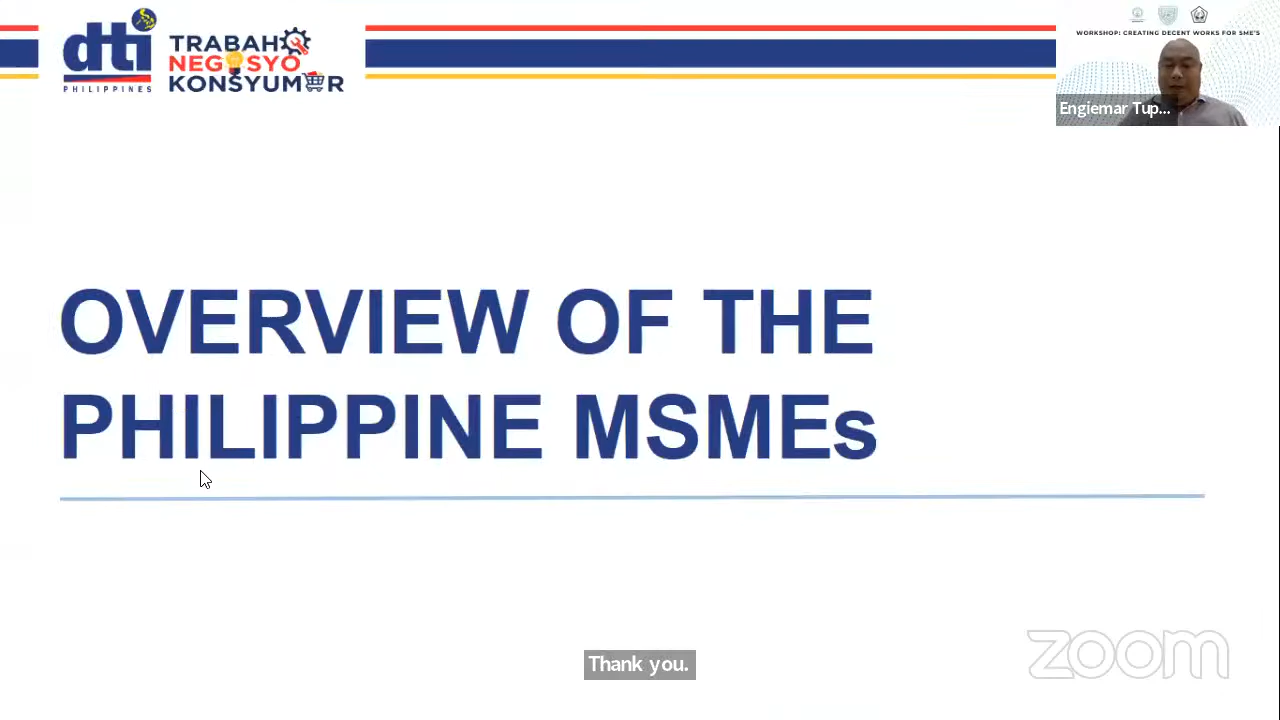 dti
PHILIPPINES
TRABAHO
NEGOSYO
KONSYUMER
WORKSHOP: CREATING DECENT WORKS FOR SME'S
Engiemar Tup...
OVERVIEW OF THE
PHILIPPINE MSMEs
Thank you.
zoom